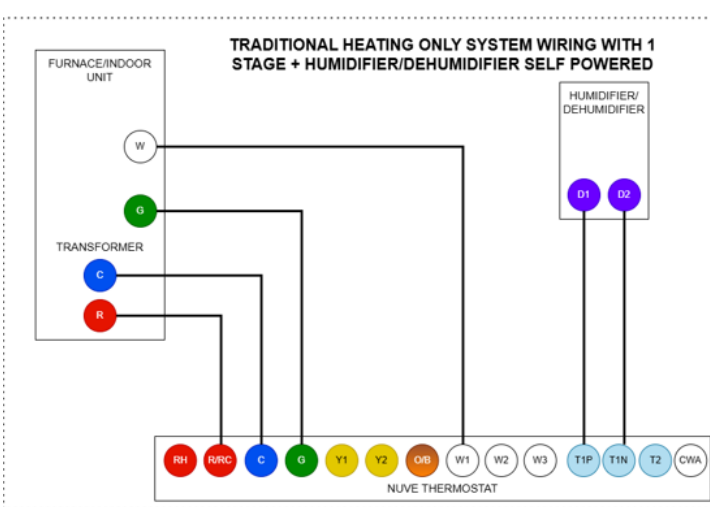 TRADITIONAL HEATING ONLY SYSTEM WIRING WITH 1
STAGE + HUMIDIFIER/DEHUMIDIFIER SELF POWERED
FURNACE/INDOOR
UNIT
W
G
TRANSFORMER
C
R
HUMIDIFIER/
DEHUMIDIFIER
D1 D2
RH R/RC C G Y1 Y2 O/B W1 W2 W3 T1P T1N T2 CWA
NUVE THERMOSTAT